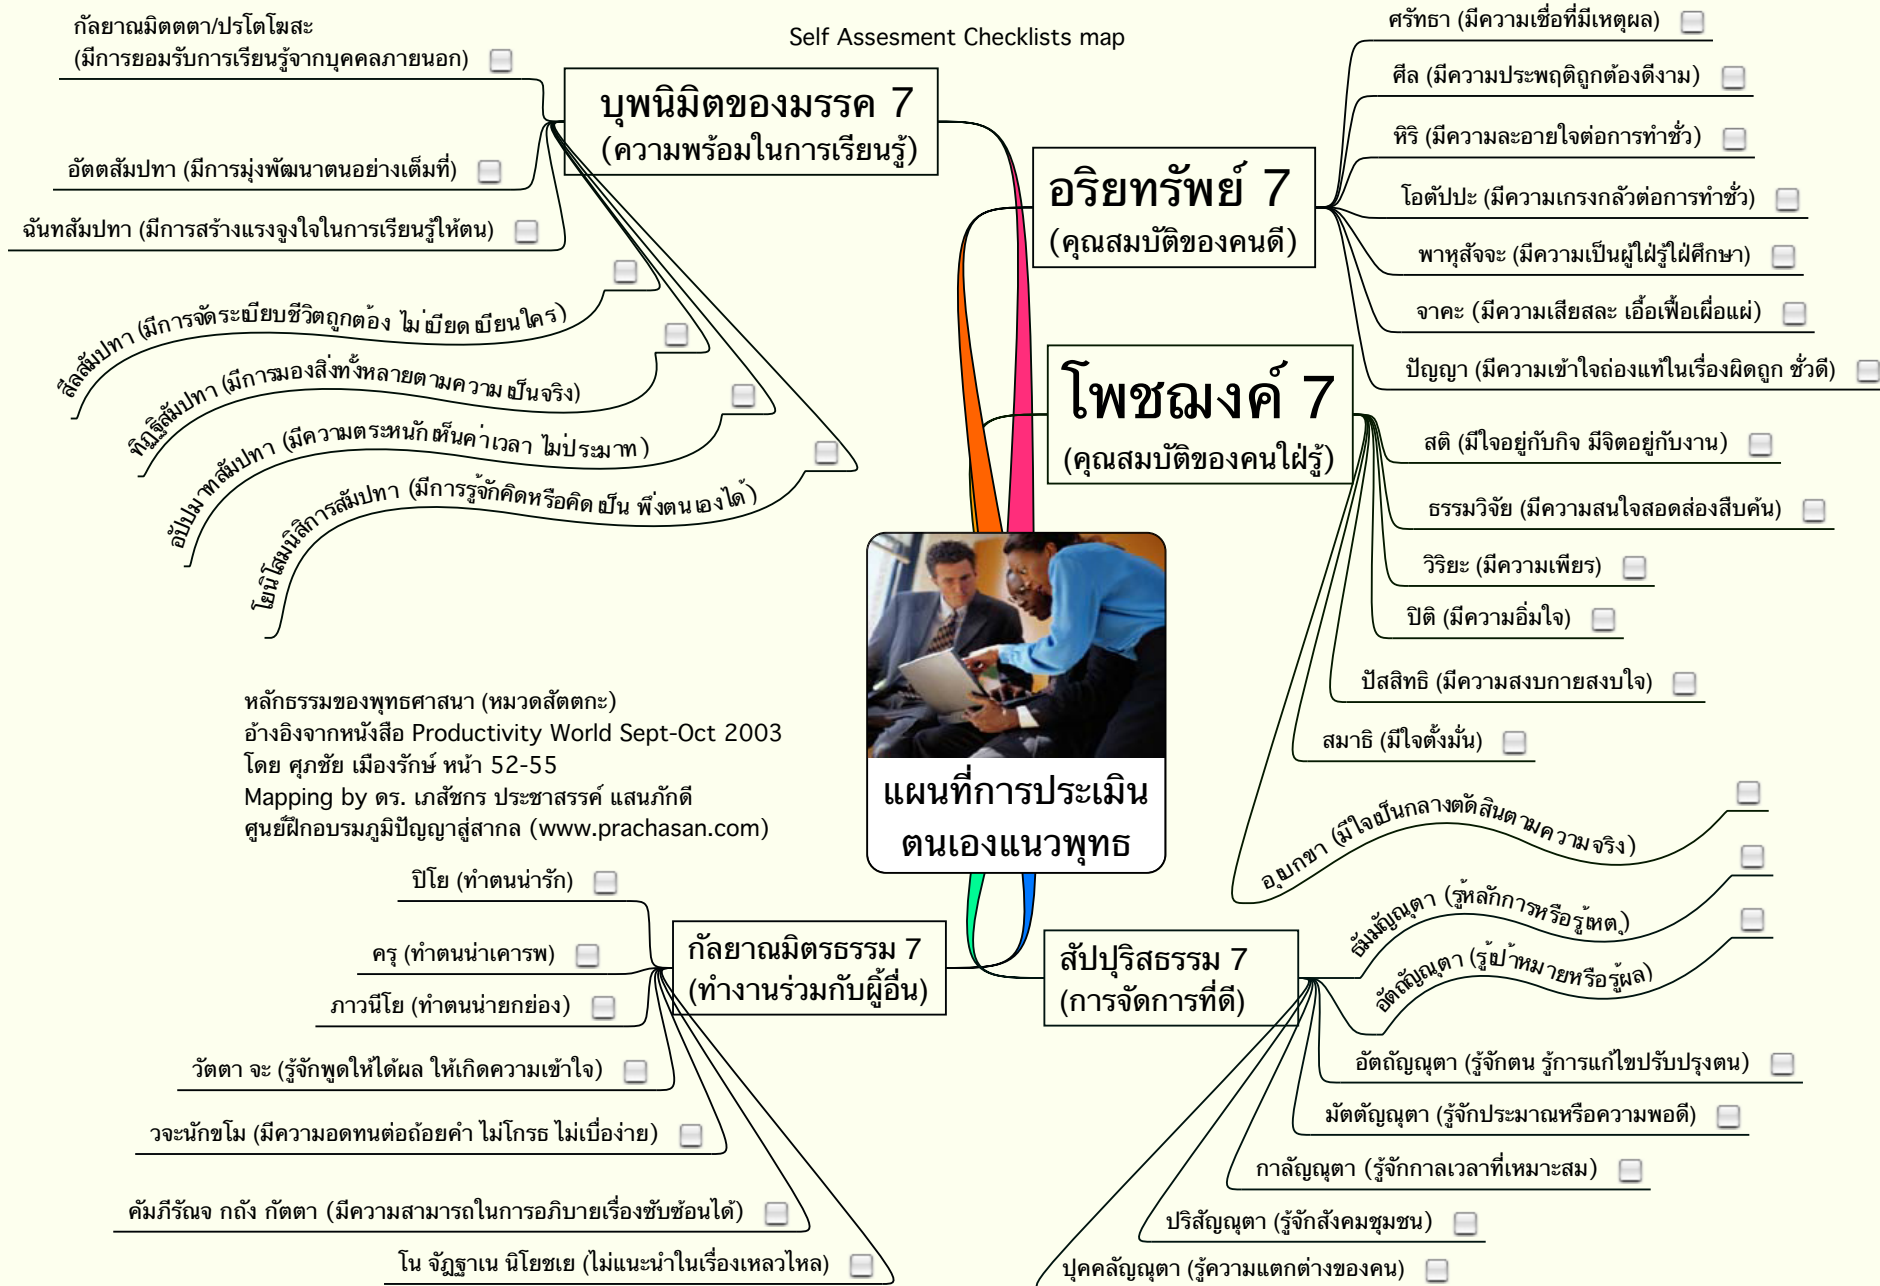 Self Assesment Checklists map
บุพนิมิตของมรรค 7
(ความพร้อมในการเรียนรู้)
กัลยาณมิตตตา/ปรโตโฆสะ
(มีการยอมรับการเรียนรู้จากบุคคลภายนอก)
อัตตสัมปทา (มีการมุ่งพัฒนาตนอย่างเต็มที่)
ฉันทสัมปทา (มีการสร้างแรงจูงใจในการเรียนรู้ให้ตน)
สีลสัมปทา (มีการจัดระเบียบชีวิตถูกต้อง ไม่เบียดเบียนใคร)
ทิฏฐิสัมปทา (มีการมองสิ่งทั้งหลายตามความเป็นจริง)
อัปปมาทสัมปทา (มีความตระหนักเห็นค่าเวลา ไม่ประมาท)
โยนิโสมนสิการสัมปทา (มีการรู้จักคิดหรือคิดเป็น พึ่งตนเองได้)
อริยทรัพย์ 7
(คุณสมบัติของคนดี)
ศรัทธา (มีความเชื่อที่มีเหตุผล)
ศีล (มีความประพฤติถูกต้องดีงาม)
หิริ (มีความละอายใจต่อการทำชั่ว)
โอตัปปะ (มีความเกรงกลัวต่อการทำชั่ว)
พาหุสัจจะ (มีความเป็นผู้ใฝ่รู้ใฝ่ศึกษา)
จาคะ (มีความเสียสละ เอื้อเฟื้อเผื่อแผ่)
ปัญญา (มีความเข้าใจถ่องแท้ในเรื่องผิดถูก ชั่วดี)
โพชฌงค์ 7
(คุณสมบัติของคนใฝ่รู้)
สติ (มีใจอยู่กับกิจ มีจิตอยู่กับงาน)
ธรรมวิจัย (มีความสนใจสอดส่องสืบค้น)
วิริยะ (มีความเพียร)
ปิติ (มีความอิ่มใจ)
ปัสสิทธิ (มีความสงบกายสงบใจ)
สมาธิ (มีใจตั้งมั่น)
อุเบกขา (มีใจเป็นกลางตัดสินตามความจริง)
แผนที่การประเมิน
ตนเองแนวพุทธ
หลักธรรมของพุทธศาสนา (หมวดสัตตกะ)
อ้างอิงจากหนังสือ Productivity World Sept-Oct 2003
โดย ศุภชัย เมืองรักษ์ หน้า 52-55
Mapping by ดร. เภสัชกร ประชาสรรค์ แสนภักดี
ศูนย์ฝึกอบรมภูมิปัญญาสู่สากล (www.prachasan.com)
กัลยาณมิตรธรรม 7
(ทำงานร่วมกับผู้อื่น)
ปิโย (ทำตนน่ารัก)
ครุ (ทำตนน่าเคารพ)
ภาวนีโย (ทำตนน่ายกย่อง)
วัตตา จะ (รู้จักพูดให้ได้ผล ให้เกิดความเข้าใจ)
วจะนักขโม (มีความอดทนต่อถ้อยคำ ไม่โกรธ ไม่เบื่อง่าย)
คัมภีรัณจ กถัง กัตตา (มีความสามารถในการอภิบายเรื่องซับซ้อนได้)
โน จัฎฐาเน นิโยชเย (ไม่แนะนำในเรื่องเหลวไหล)
สัปปุริสธรรม 7
(การจัดการที่ดี)
ธัมมัญญุตา (รู้หลักการหรือรู้เหตุ)
อัตถัญญุตา (รู้เป้าหมายหรือรู้ผล)
อัตถัญญุตา (รู้จักตน รู้การแก้ไขปรับปรุงตน)
มัตตัญญุตา (รู้จักประมาณหรือความพอดี)
กาลัญญุตา (รู้จักกาลเวลาที่เหมาะสม)
ปริสัญญุตา (รู้จักสังคมชุมชน)
ปุคคลัญญุตา (รู้ความแตกต่างของคน)